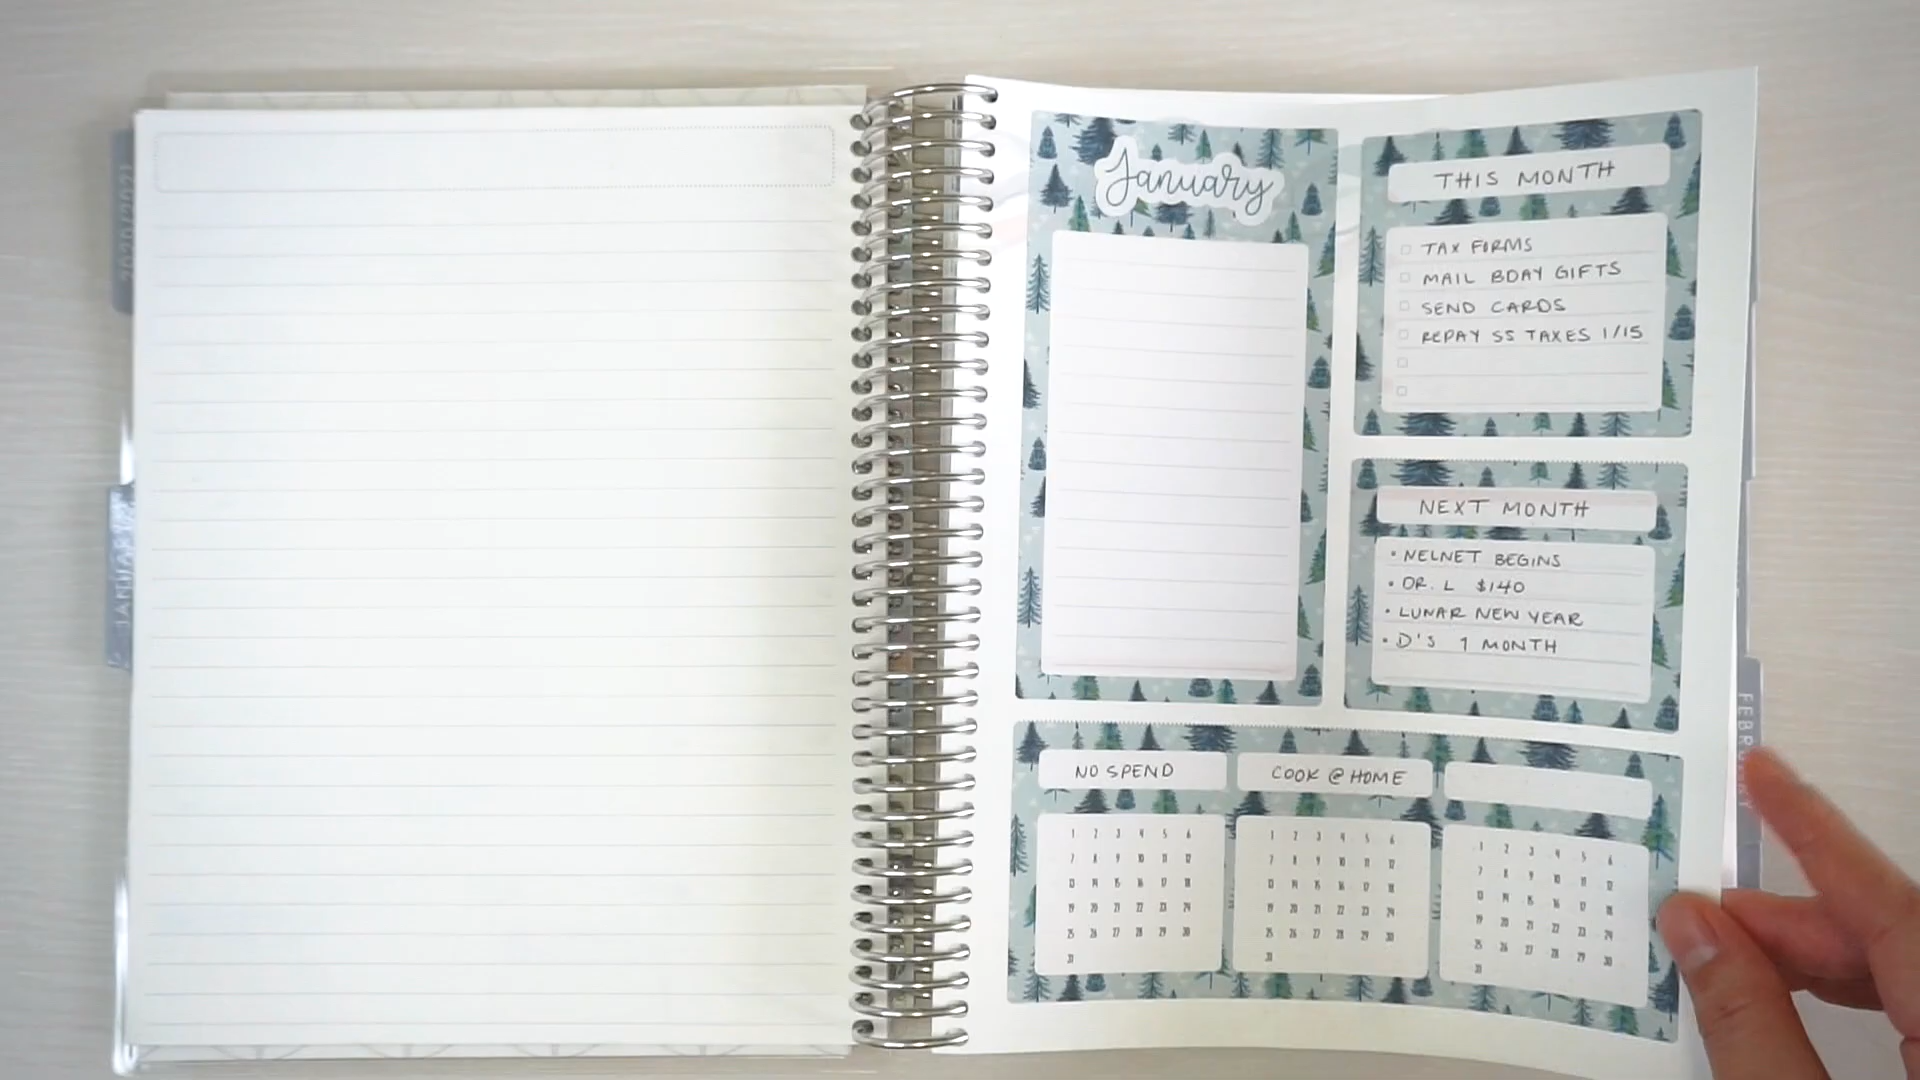 2020/2021
JANUARY
January
THIS MONTH
TAX FORMS
MAIL BDAY GIFTS
SEND CARDS
REPAY SS TAXES 1/15
NEXT MONTH
• NELNET BEGINS
• DR. L $140
• LUNAR NEW YEAR
• D'S 1 MONTH
NO SPEND
1 2 3 4 5 6
7 8 9 10 11 12
13 14 15 16 17 18
19 20 21 22 23 24
25 26 27 28 29 30
31
COOK @ HOME
1 2 3 4 5 6
7 8 9 10 11 12
13 14 15 16 17 18
19 20 21 22 23 24
25 26 27 28 29 30
31
1 2 3 4 5 6
7 8 9 10 11 12
13 14 15 16 17 18
19 20 21 22 23 24
25 26 27 28 29 30
31
FEBRUARY